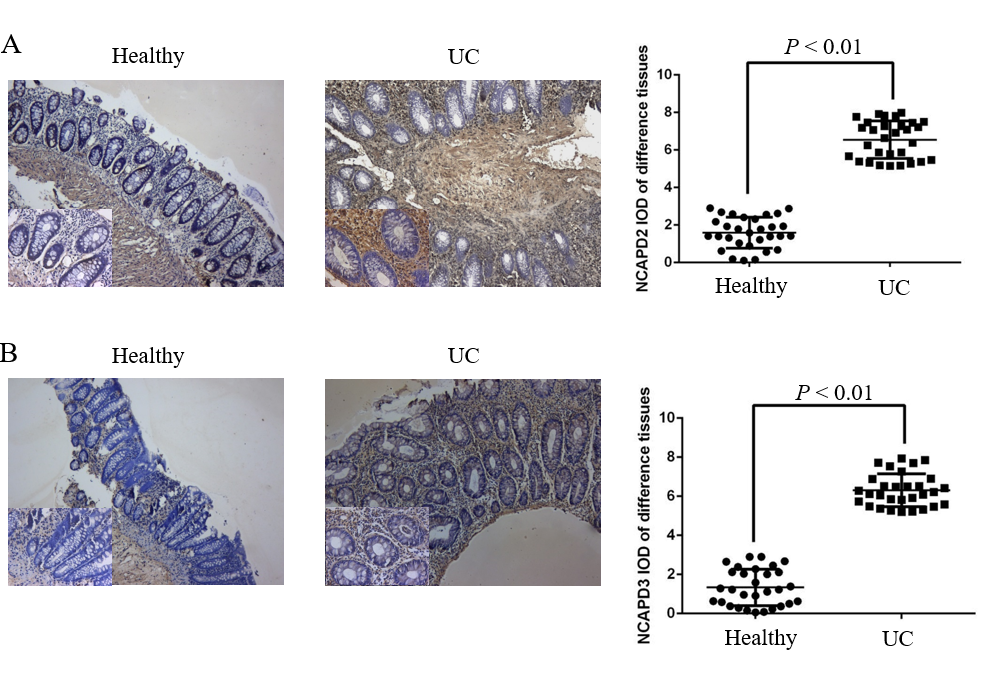 A
Healthy
UC
P < 0.01
NCAPD2 IOD of difference tissues
10
8
6
4
2
0
Healthy
UC
B
Healthy
UC
P < 0.01
NCAPD3 IOD of difference tissues
10
8
6
4
2
0
Healthy
UC